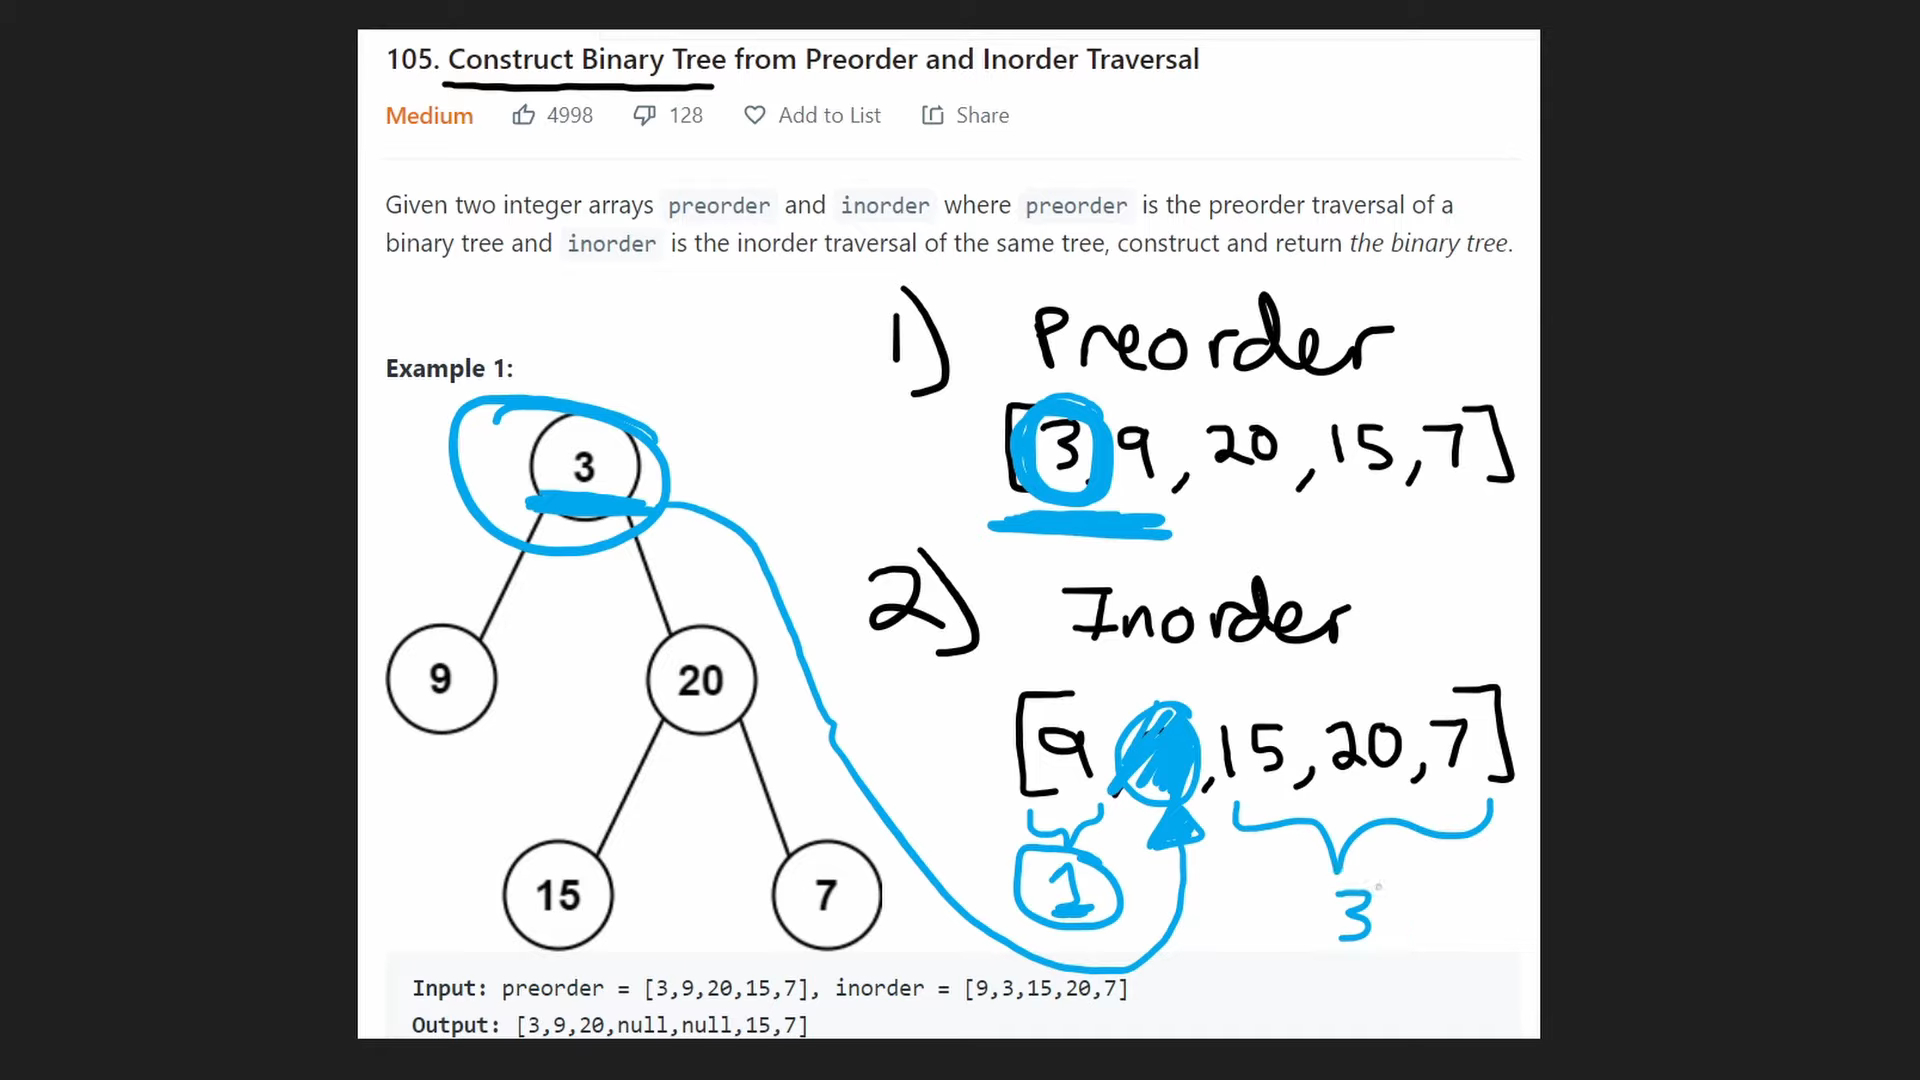 105. Construct Binary Tree from Preorder and Inorder Traversal
Medium 4998 128 Add to List Share
Given two integer arrays preorder and inorder where preorder is the preorder traversal of a
binary tree and inorder is the inorder traversal of the same tree, construct and return the binary tree.
1) Preorder
Example 1:
[3, 9, 20, 15, 7]
3
2) Inorder
9 20
[9, , 15, 20, 7]
1 3
15 7
Input: preorder = [3,9,20,15,7], inorder = [9,3,15,20,7]
Output: [3,9,20,null,null,15,7]